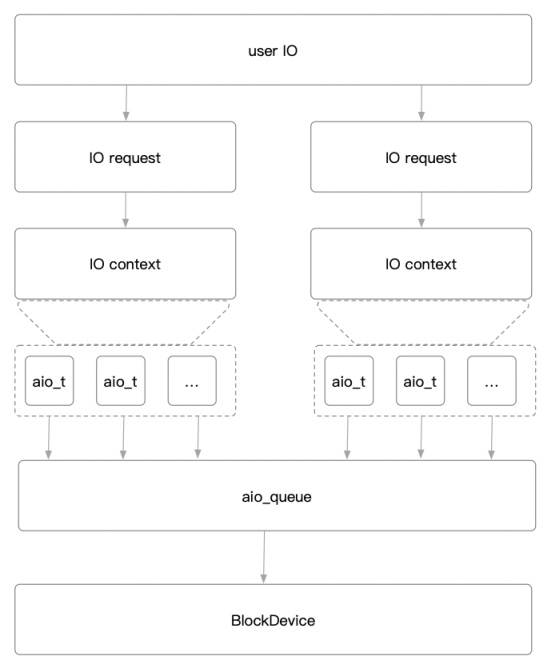 user IO
IO request
IO request
IO context
IO context
aio_t
aio_t
...
aio_t
aio_t
...
aio_queue
BlockDevice